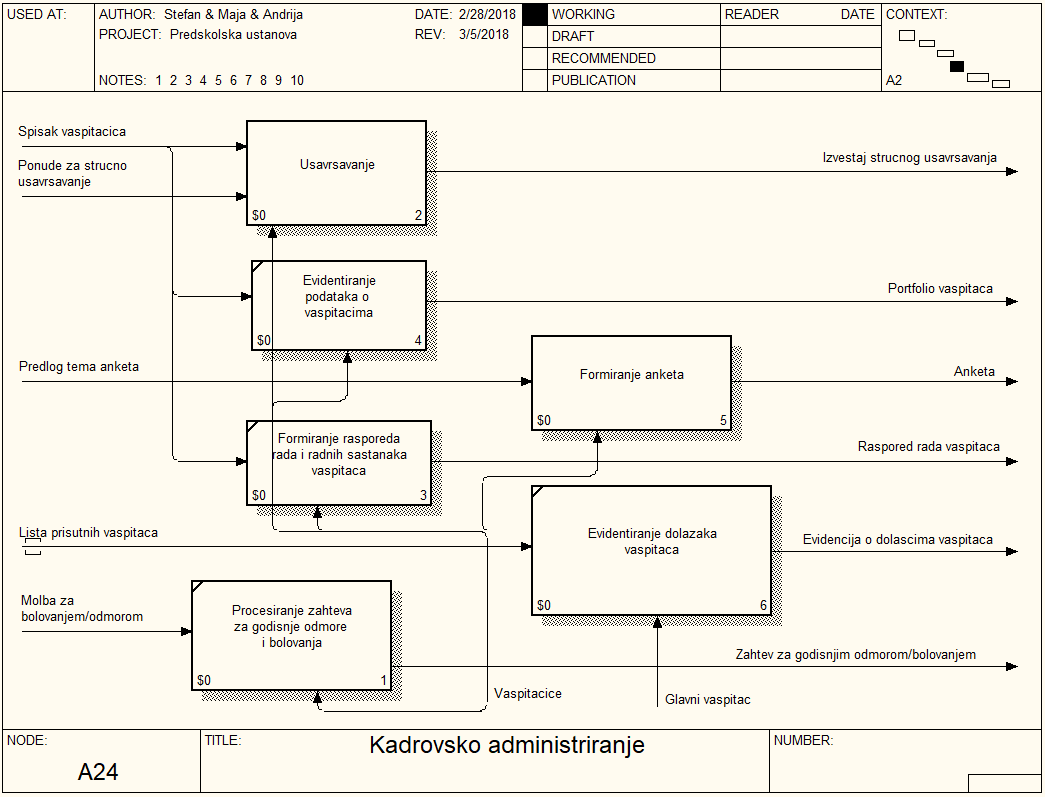 USED AT:
AUTHOR: Stefan & Maja & Andrija
DATE: 2/28/2018
PROJECT: Predskolska ustanova
REV: 3/5/2018
NOTES: 1 2 3 4 5 6 7 8 9 10
WORKING
DRAFT
RECOMMENDED
PUBLICATION
READER
DATE
CONTEXT:
A2
Spisak vaspitacica
Ponude za strucno
usavrsavanje
Usavrsavanje
$0
2
Izvestaj strucnog usavrsavanja
Evidentiranje
podataka o
vaspitacima
$0
4
Portfolio vaspitaca
Predlog tema anketa
Formiranje anketa
$0
5
Anketa
Formiranje rasporeda
rada i radnih sastanaka
vaspitaca
$0
3
Raspored rada vaspitaca
Lista prisutnih vaspitaca
Evidentiranje dolazaka
vaspitaca
$0
6
Evidencija o dolascima vaspitaca
Molba za
bolovanjem/odmorom
Procesiranje zahteva
za godisnje odmore
i bolovanja
$0
1
Zahtev za godisnjim odmorom/bolovanjem
Vaspitacice
Glavni vaspitac
NODE:
A24
TITLE:
Kadrovsko administriranje
NUMBER: